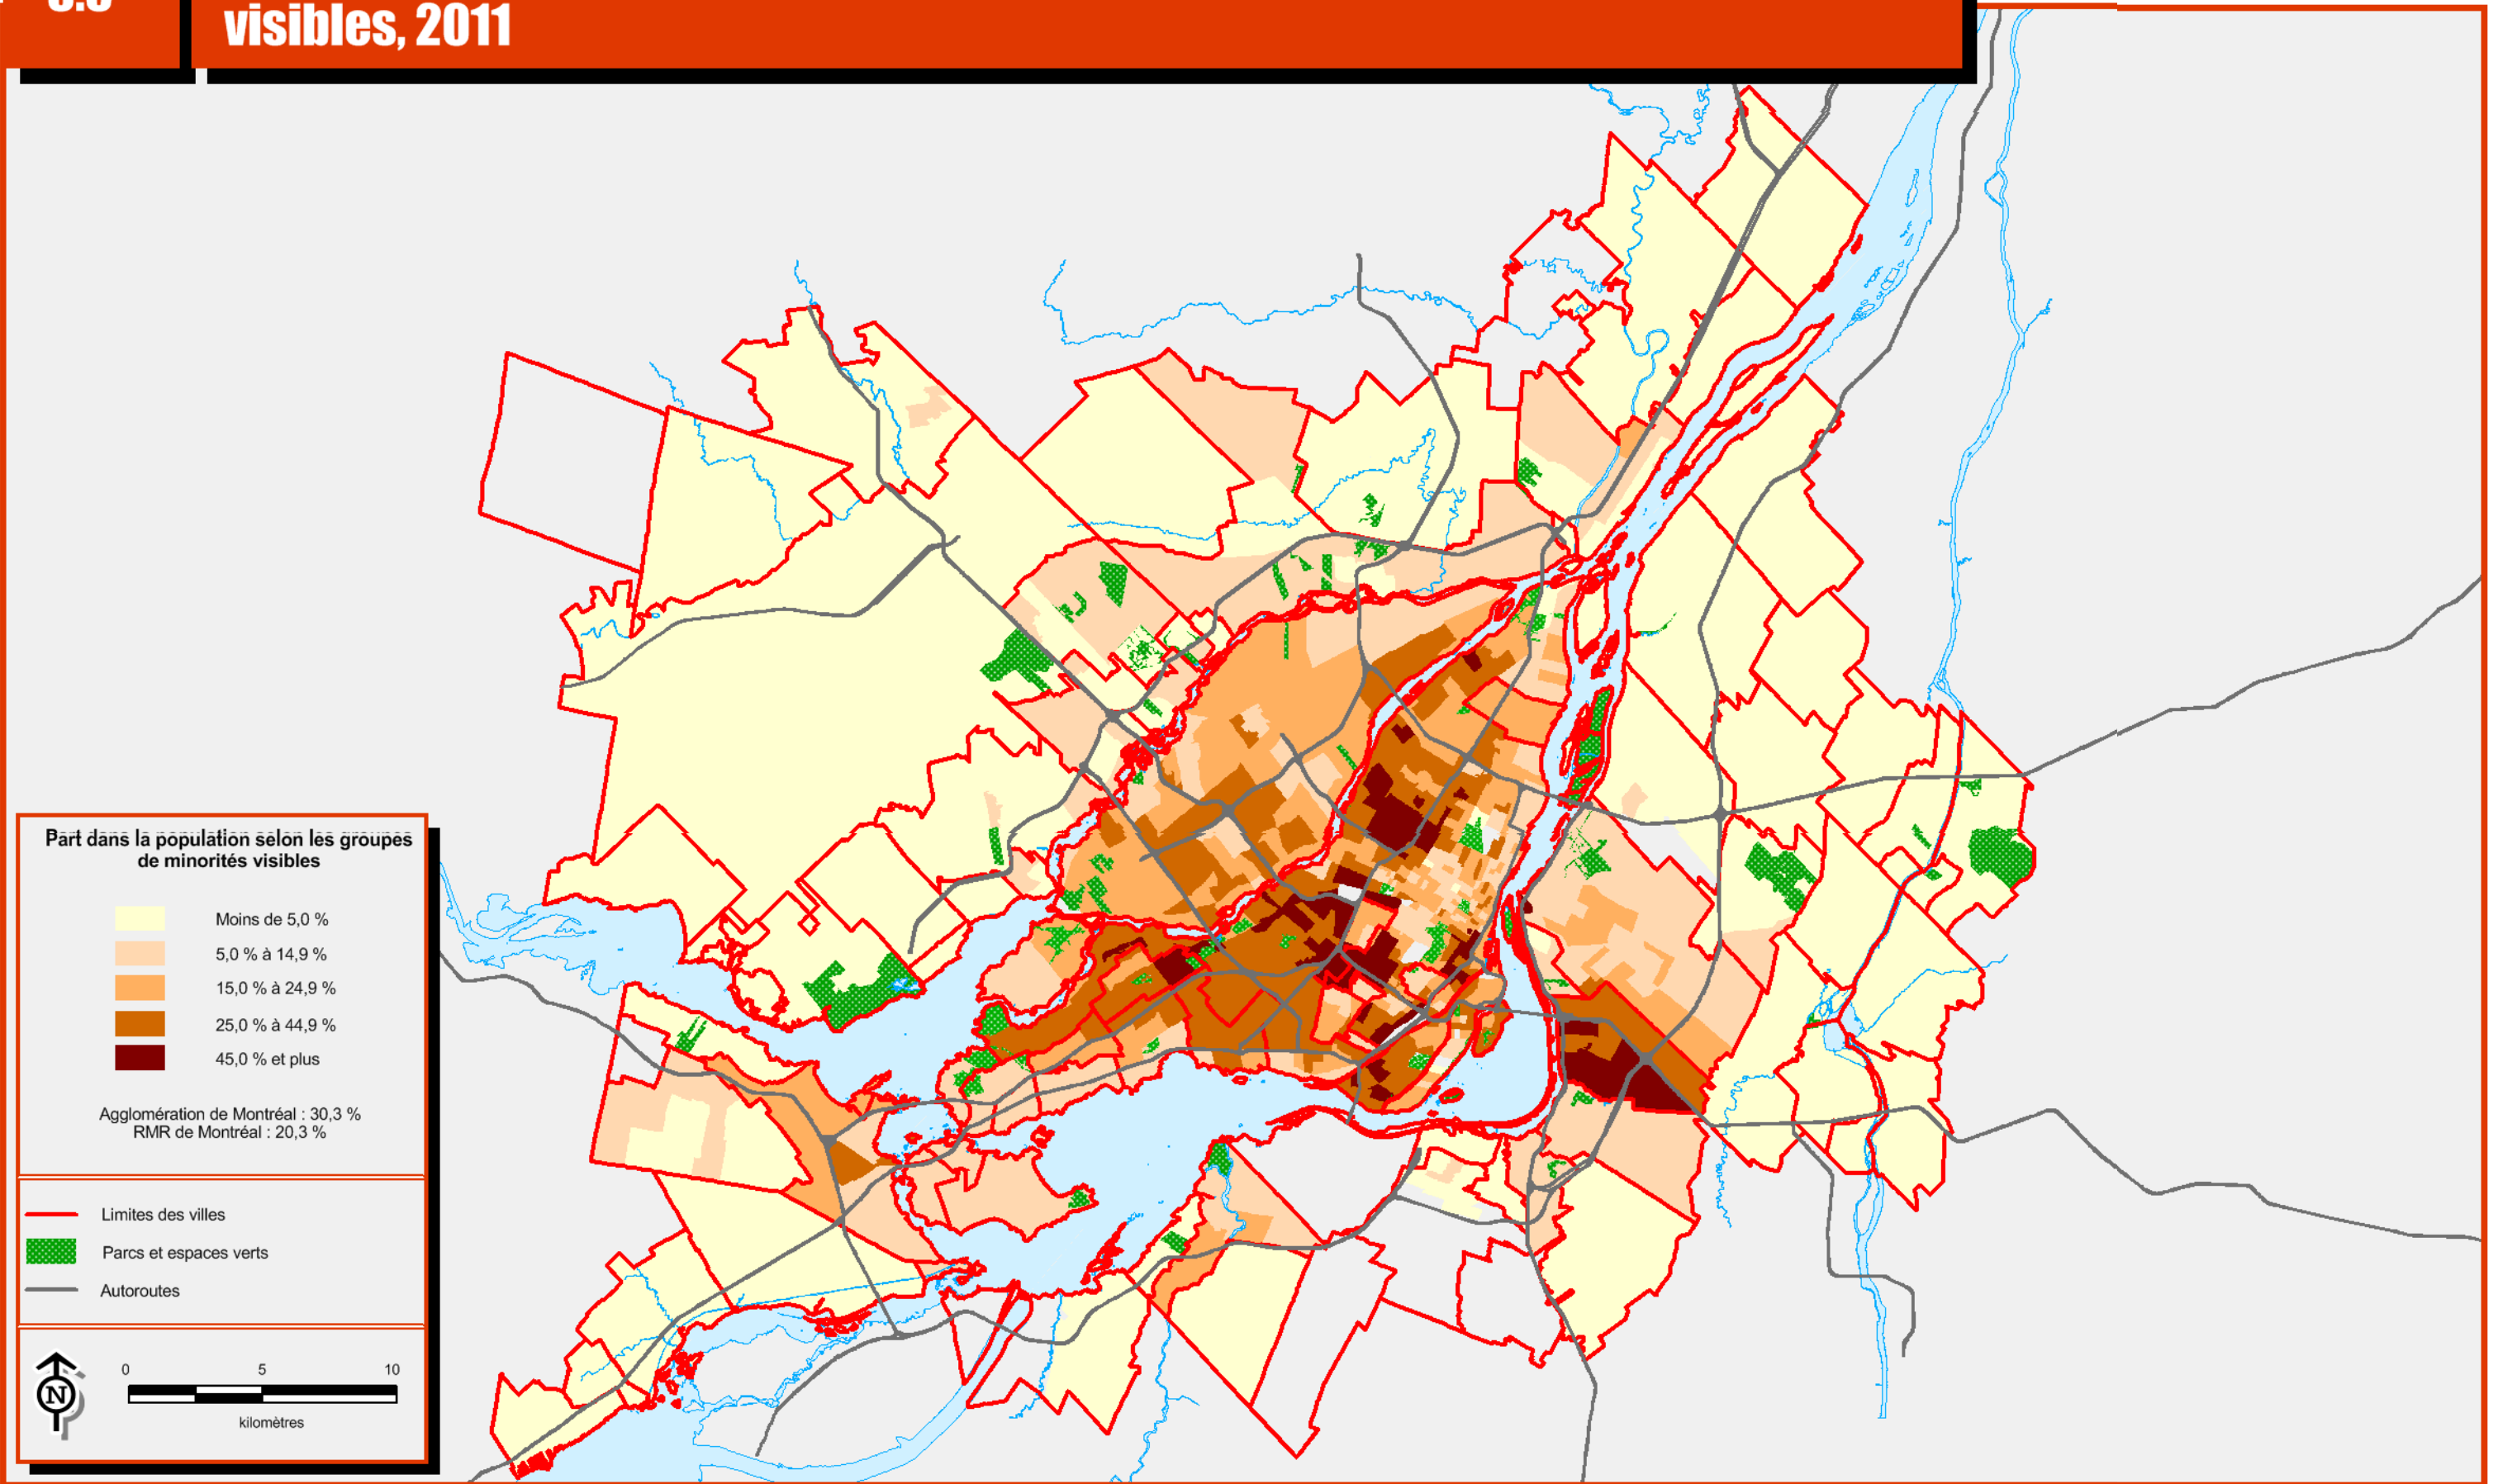 visibles, 2011
Part dans la population selon les groupes
de minorités visibles
Moins de 5,0 %
5,0 % à 14,9 %
15,0 % à 24,9 %
25,0 % à 44,9 %
45,0 % et plus
Agglomération de Montréal : 30,3 %
RMR de Montréal : 20,3 %
Limites des villes
Parcs et espaces verts
Autoroutes
0 5 10
N
kilomètres